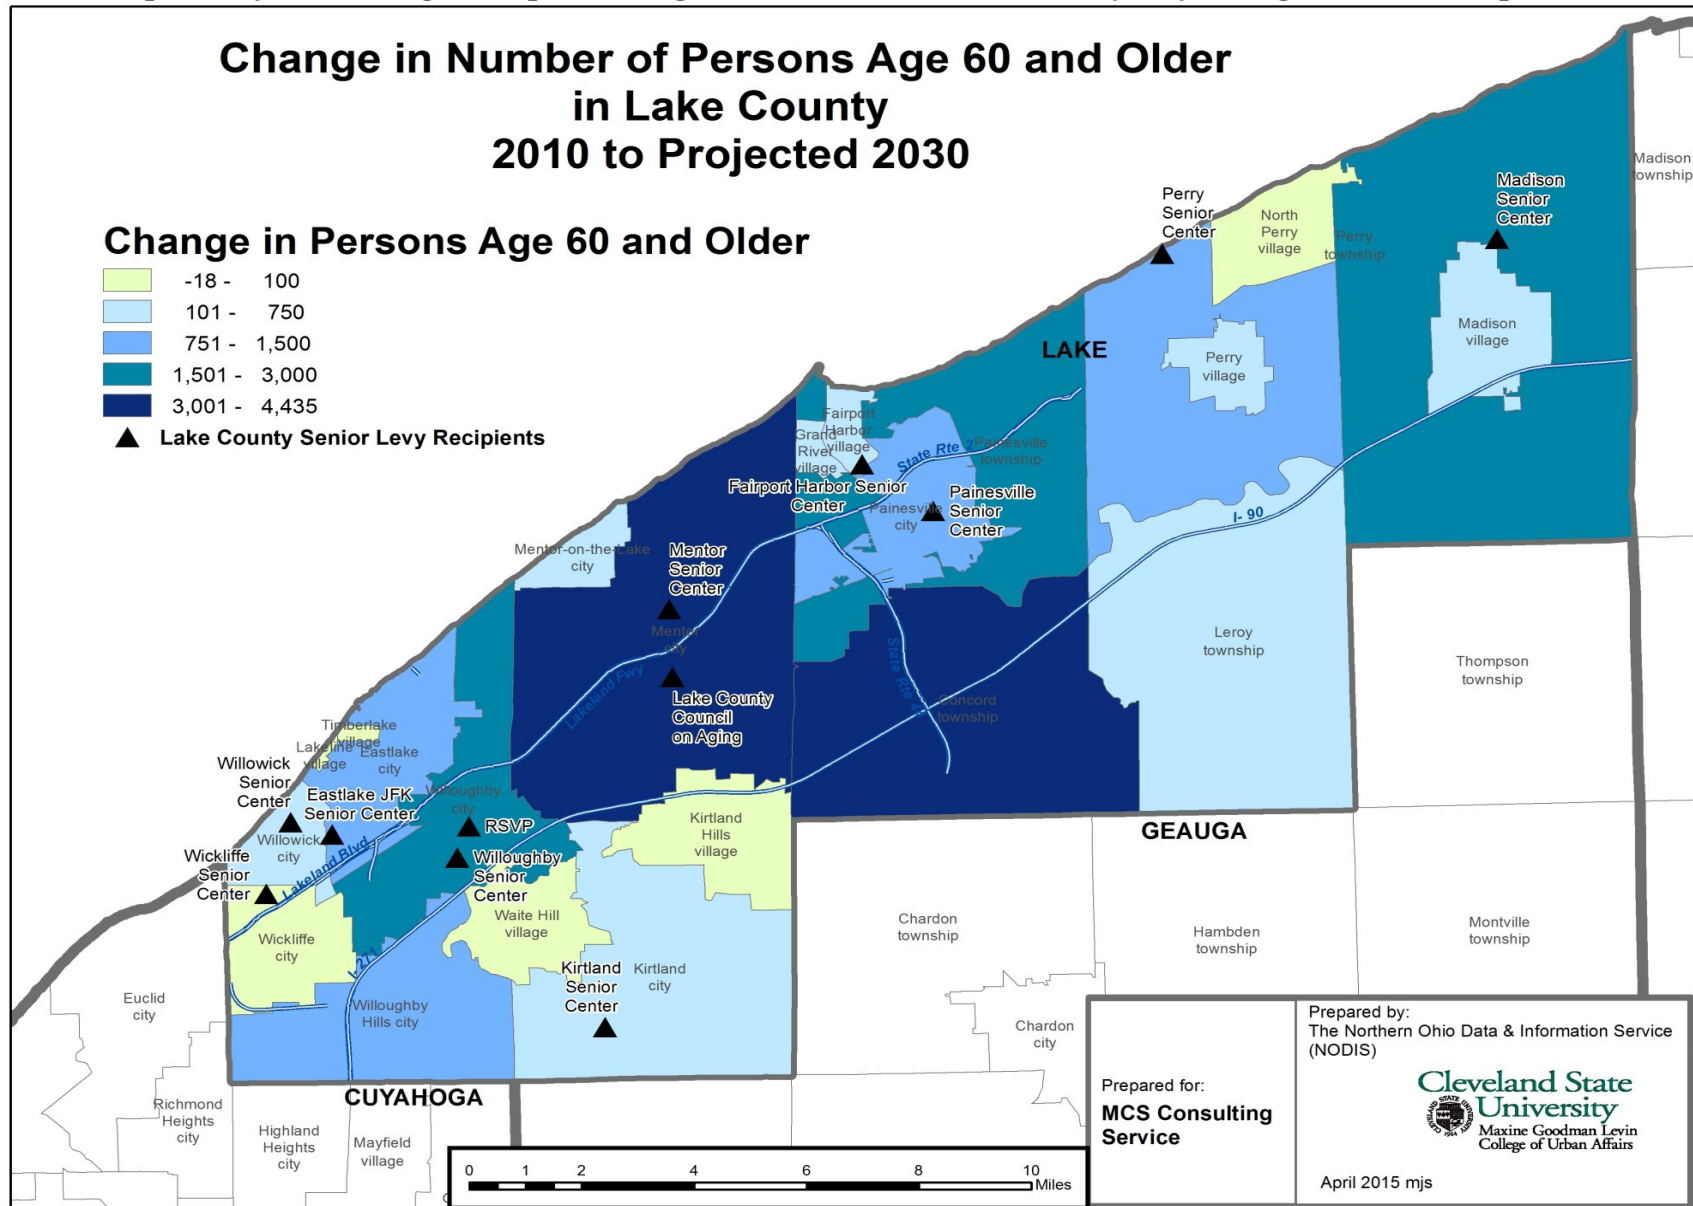 Change in Number of Persons Age 60 and Older
in Lake County
2010 to Projected 2030
Change in Persons Age 60 and Older
-18 - 100
101 - 750
751 - 1,500
1,501 - 3,000
3,001 - 4,435
Lake County Senior Levy Recipients
Madison
township
Madison
Senior
Center
Perry
Senior
Center
North
Perry
village
Perry
township
Madison
village
LAKE
Perry
village
Fairport
Harbor
village
Grand
River
village
State Rte 2
Painesville
township
Fairport Harbor Senior
Center
Painesville
city
Painesville
Senior
Center
I- 90
Mentor-on-the-Lake
city
Mentor
Senior
Center
Mentor
city
Lakeland Fwy
Lake County
Council
on Aging
State Rte 44
Concord
township
Leroy
township
Thompson
township
Timberlake
village
Lakeline
village
Eastlake
city
Willowick
Senior
Center
Eastlake JFK
Senior Center
Willoughby
city
RSVP
Willowick
city
Lakeland Blvd
Wickliffe
Senior
Center
Willoughby
Senior
Center
Kirtland
Hills
village
GEAUGA
Waite Hill
village
Wickliffe
city
I-271
Kirtland
Senior
Center
Kirtland
city
Willoughby
Hills city
Chardon
township
Hambden
township
Montville
township
Euclid
city
Chardon
city
CUYAHOGA
Richmond
Heights
city
Highland
Heights
city
Mayfield
village
0 1 2 4 6 8 10
Miles
Prepared for:
MCS Consulting
Service
Prepared by:
The Northern Ohio Data & Information Service
(NODIS)
Cleveland State
University
Maxine Goodman Levin
College of Urban Affairs
April 2015 mjs